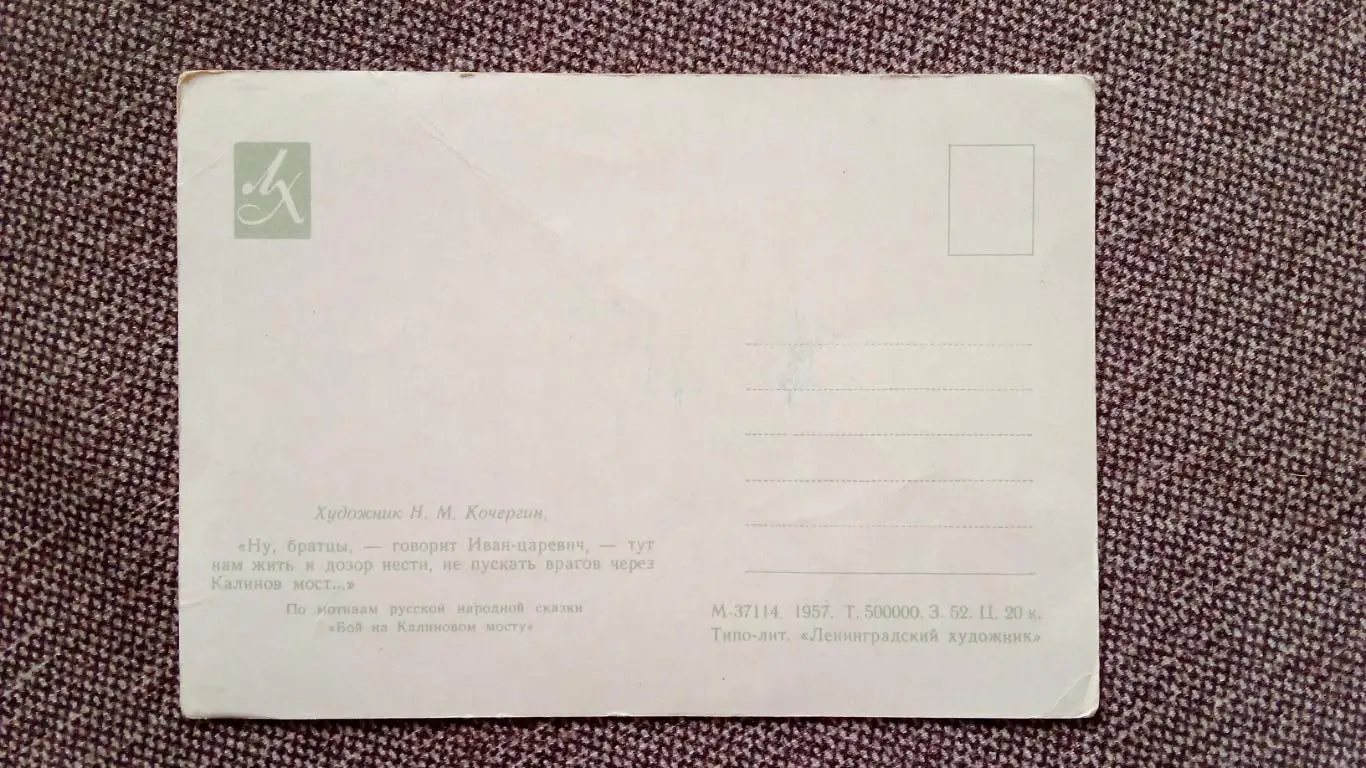 ЛХ
Художник Н. М. Кочергин.
«Ну, братцы, — говорит Иван-царевич, — тут
нам жить и дозор нести, не пускать врагов через
Калинов мост...»
По мотивам русской народной сказки
«Бой на Калиновом мосту»
М-37114. 1957. Т. 500000. З. 52. Ц. 20 к.
Типо-лит. «Ленинградский художник»